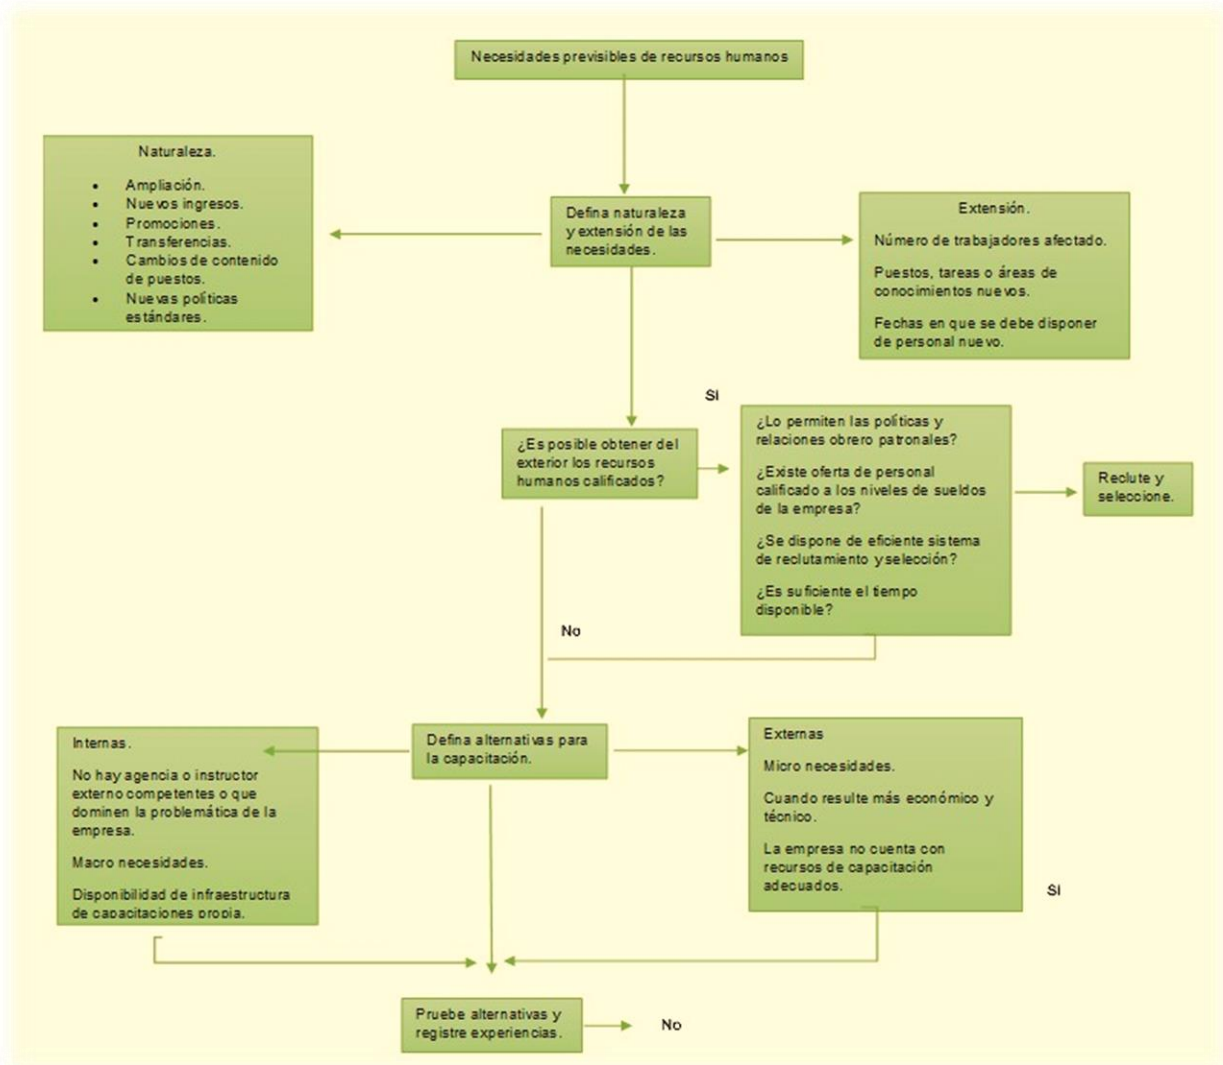 Necesidades previsibles de recursos humanos
Naturaleza.
• Ampliación.
• Nuevos ingresos.
• Promociones.
• Transferencias.
• Cambios de contenido
de puestos.
• Nuevas políticas
estándares.
Defina naturaleza
y extensión de las
necesidades.
Extensión.
Número de trabajadores afectado.
Puestos, tareas o áreas de
conocimientos nuevos.
Fechas en que se debe disponer
de personal nuevo.
Sí
¿Es posible obtener del
exterior los recursos
humanos calificados?
¿Lo permiten las políticas y
relaciones obrero patronales?
¿Existe oferta de personal
calificado a los niveles de sueldos
de la empresa?
¿Se dispone de eficiente sistema
de reclutamiento y selección?
¿Es suficiente el tiempo
disponible?
Reclute y
seleccione.
No
Internas.
No hay agencia o instructor
externo competentes o que
dominen la problemática de la
empresa.
Macro necesidades.
Disponibilidad de infraestructura
de capacitaciones propia.
Defina alternativas para
la capacitación.
Externas
Micro necesidades.
Cuando resulte más económico y
técnico.
La empresa no cuenta con
recursos de capacitación
adecuados.
Sí
Pruebe alternativas y
registre experiencias.
No